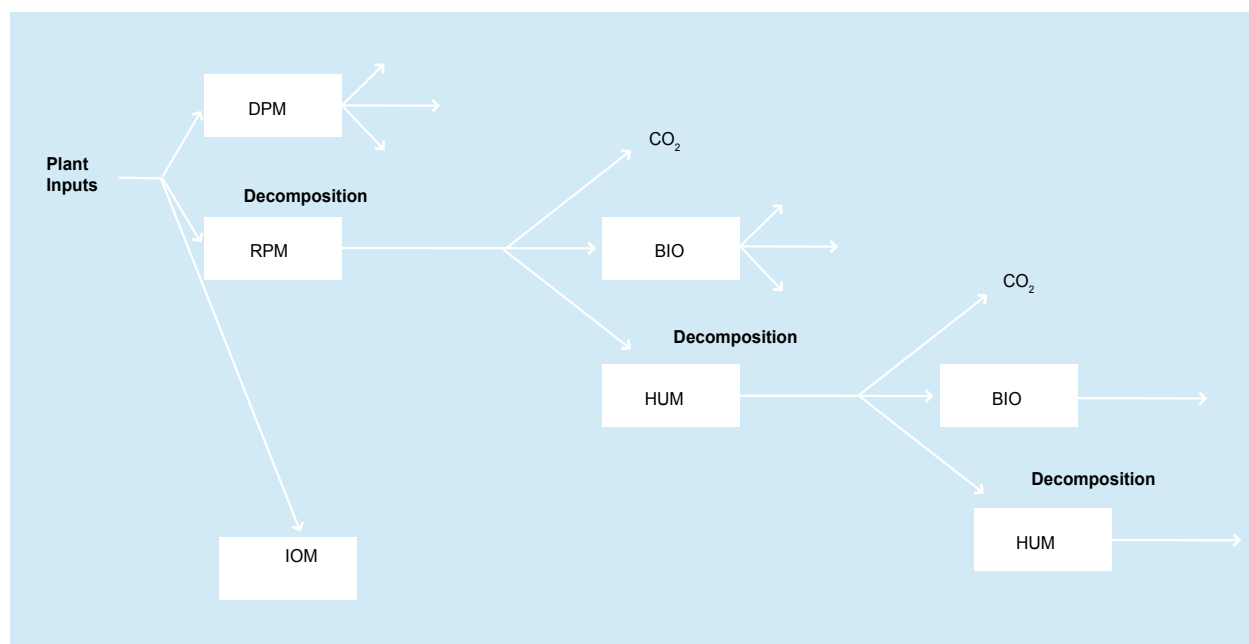 DPM
CO₂
Plant
Inputs
Decomposition
RPM
BIO
CO₂
Decomposition
HUM
BIO
Decomposition
HUM
IOM